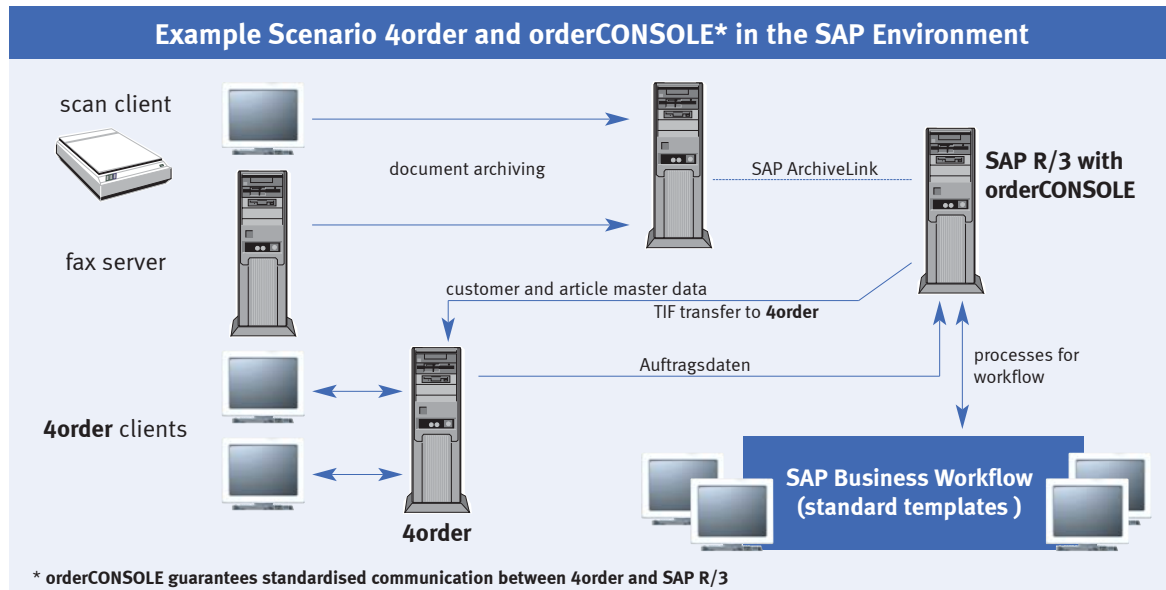 Example Scenario 4order and orderCONSOLE* in the SAP Environment
scan client
document archiving
SAP ArchiveLink
SAP R/3 with
orderCONSOLE
fax server
customer and article master data
TIF transfer to 4order
Auftragsdaten
processes for
workflow
4order clients
4order
SAP Business Workflow
(standard templates )
* orderCONSOLE guarantees standardised communication between 4order and SAP R/3